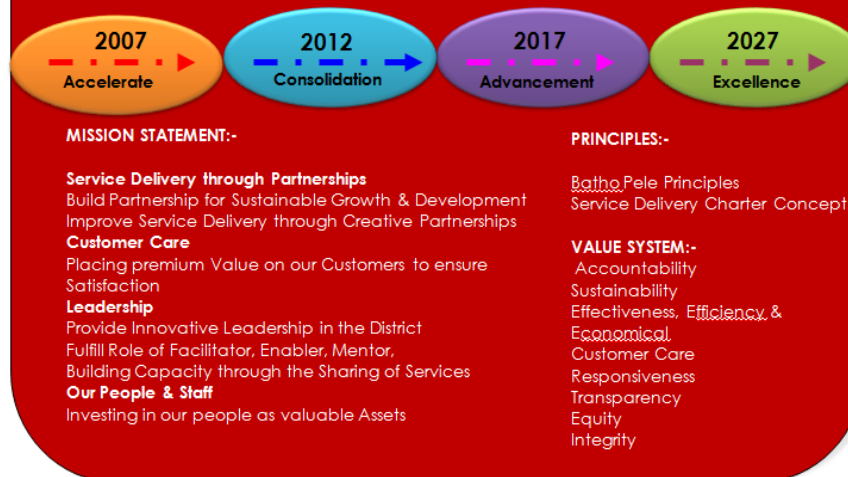 2007
Accelerate
2012
Consolidation
2017
Advancement
2027
Excellence
MISSION STATEMENT:-
Service Delivery through Partnerships
Build Partnership for Sustainable Growth & Development
Improve Service Delivery through Creative Partnerships
Customer Care
Placing premium Value on our Customers to ensure
Satisfaction
Leadership
Provide Innovative Leadership in the District
Fulfill Role of Facilitator, Enabler, Mentor,
Building Capacity through the Sharing of Services
Our People & Staff
Investing in our people as valuable Assets
PRINCIPLES:-
Batho Pele Principles
Service Delivery Charter Concept
VALUE SYSTEM:-
Accountability
Sustainability
Effectiveness, Efficiency &
Economical
Customer Care
Responsiveness
Transparency
Equity
Integrity